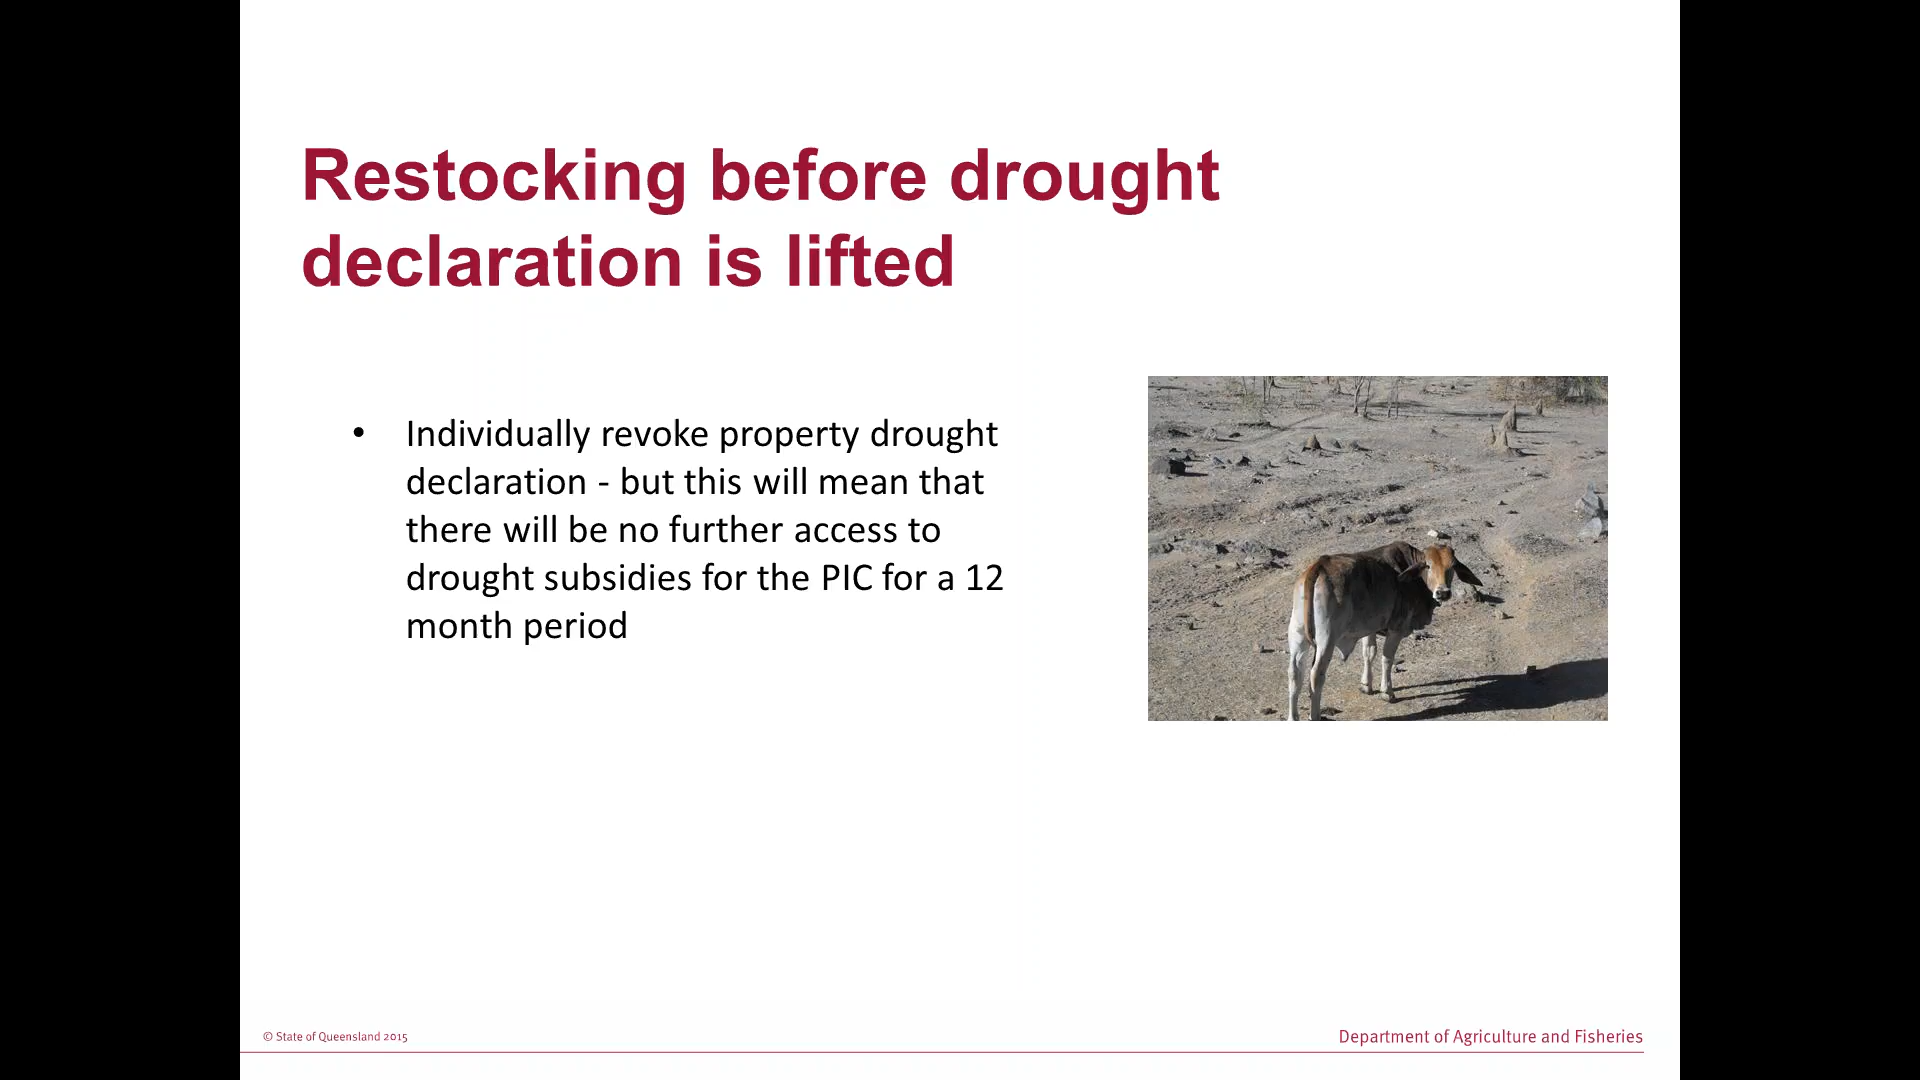 Restocking before drought
declaration is lifted
• Individually revoke property drought
declaration - but this will mean that
there will be no further access to
drought subsidies for the PIC for a 12
month period
© State of Queensland 2015
Department of Agriculture and Fisheries